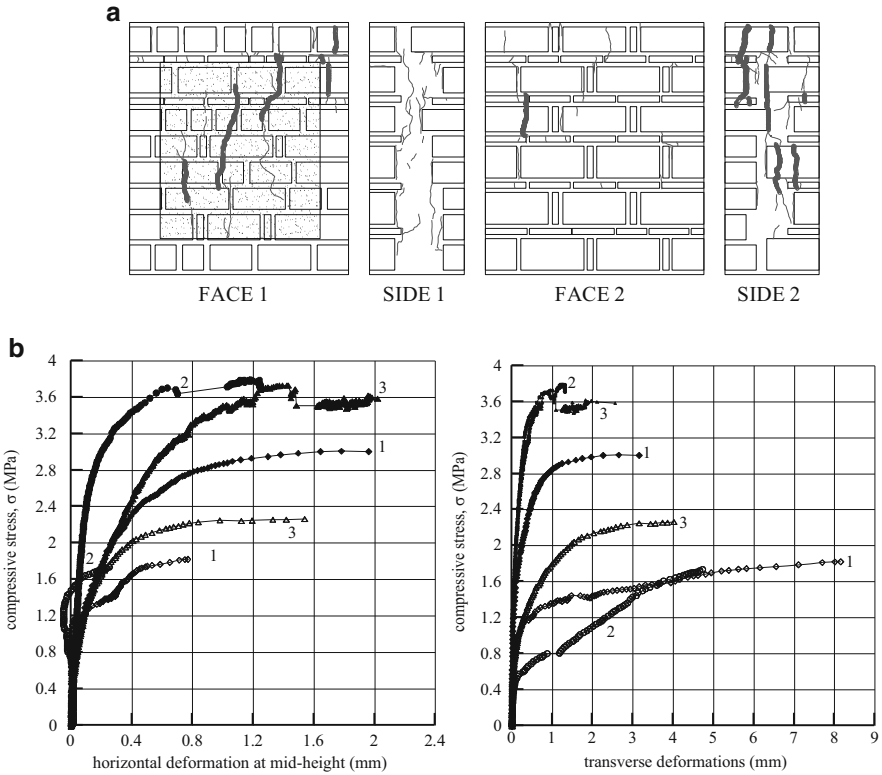 a
FACE 1
SIDE 1
FACE 2
SIDE 2
b
4
3.6
3.2
2.8
2.4
2
1.6
1.2
0.8
0.4
0
compressive stress, σ (MPa)
2
3
1
3
2
1
0 0.4 0.8 1.2 1.6 2 2.4
horizontal deformation at mid-height (mm)
4
3.6
3.2
2.8
2.4
2
1.6
1.2
0.8
0.4
0
compressive stress, σ (MPa)
2
3
1
3
1
2
0 1 2 3 4 5 6 7 8 9
transverse deformations (mm)